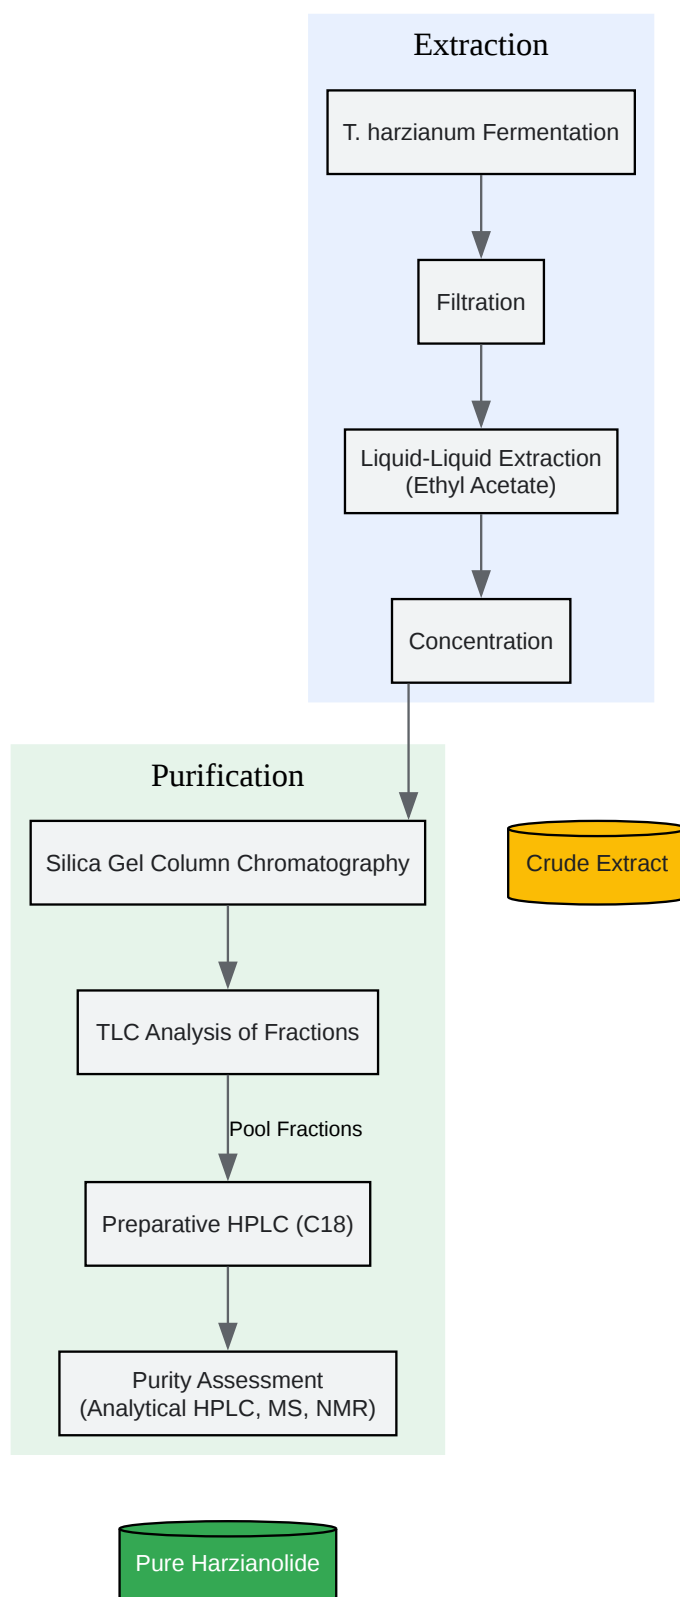 Extraction
T. harzianum Fermentation
Filtration
Liquid-Liquid Extraction
(Ethyl Acetate)
Concentration
Purification
Silica Gel Column Chromatography
Crude Extract
TLC Analysis of Fractions
Pool Fractions
Preparative HPLC (C18)
Purity Assessment
(Analytical HPLC, MS, NMR)
Pure Harzianolide